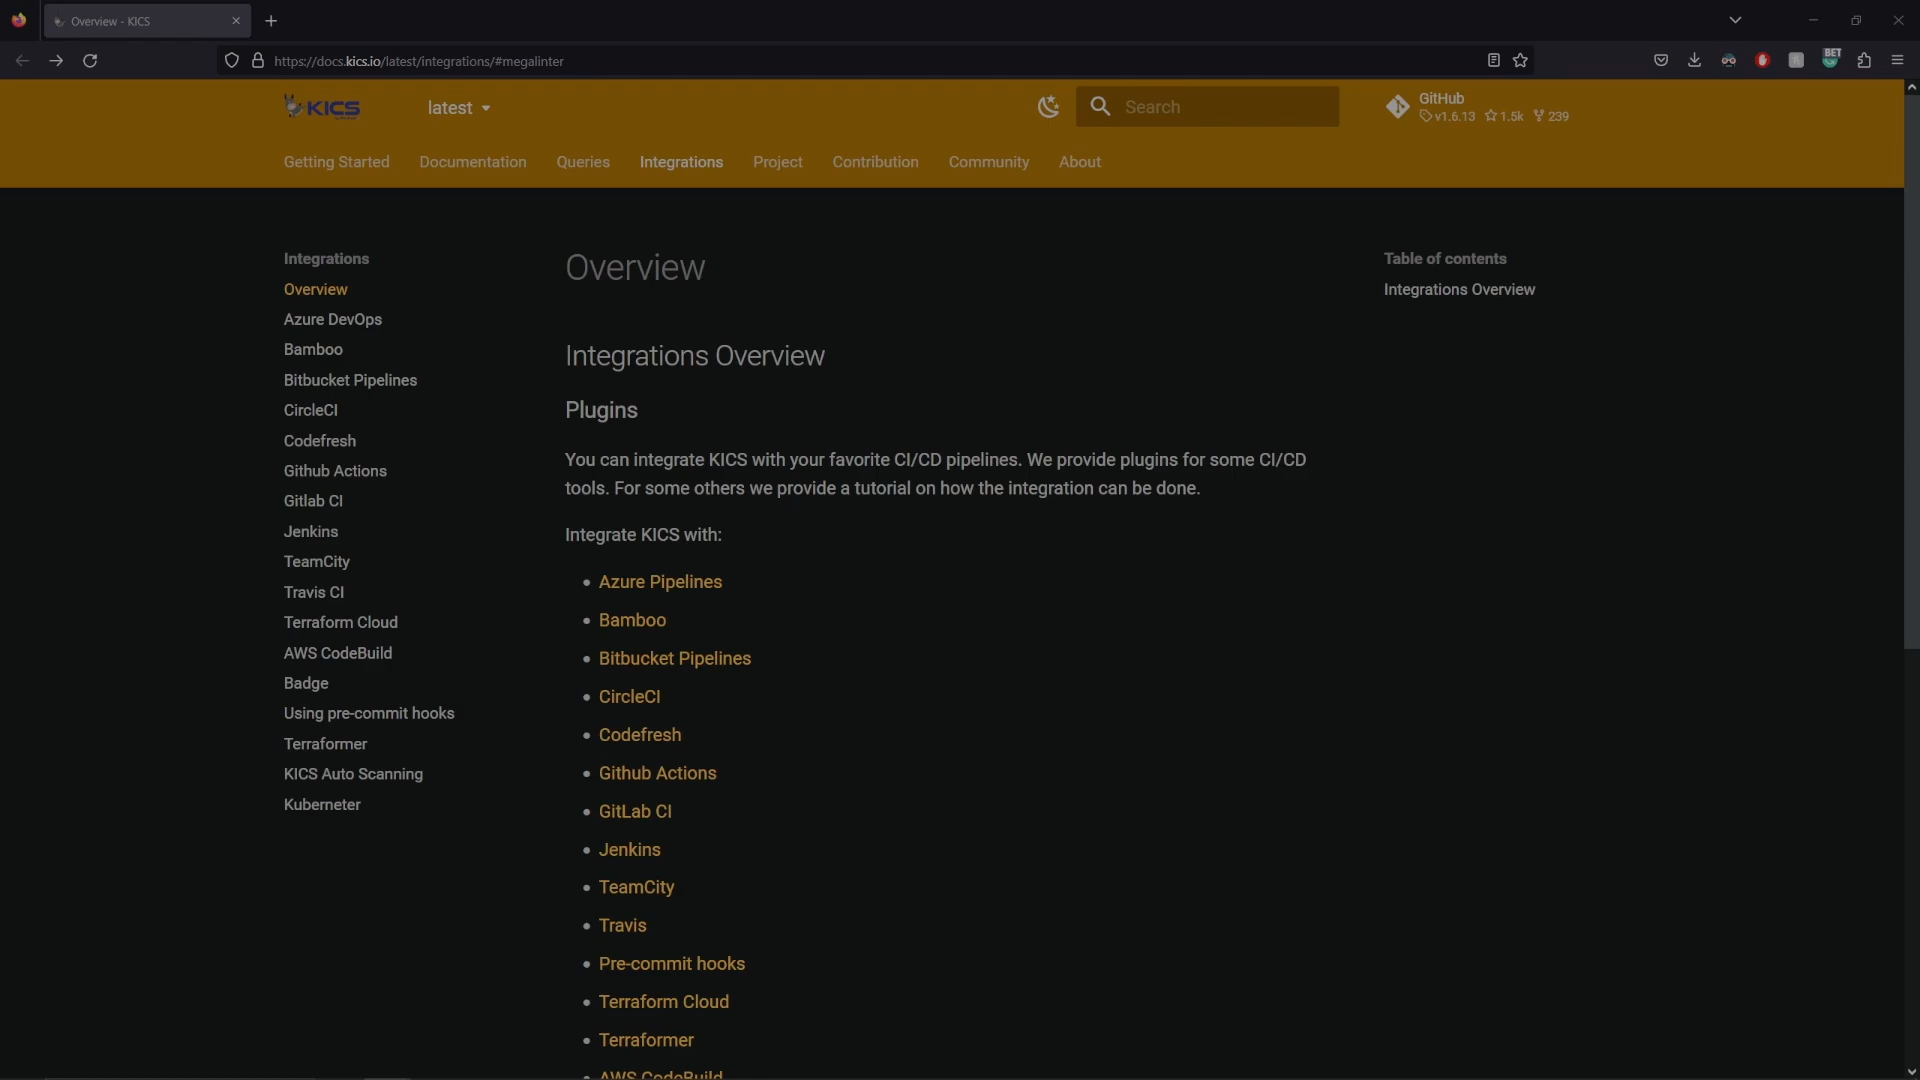 Overview - KICS
https://docs.kics.io/latest/integrations/#megalinter
BET
KICS
latest
Search
GitHub
v1.6.13 1.5k 239
Getting Started Documentation Queries Integrations Project Contribution Community About
Integrations
Overview
Azure DevOps
Bamboo
Bitbucket Pipelines
CircleCI
Codefresh
Github Actions
Gitlab CI
Jenkins
TeamCity
Travis CI
Terraform Cloud
AWS CodeBuild
Badge
Using pre-commit hooks
Terraformer
KICS Auto Scanning
Kuberneter
Overview
Integrations Overview
Plugins
You can integrate KICS with your favorite CI/CD pipelines. We provide plugins for some CI/CD
tools. For some others we provide a tutorial on how the integration can be done.
Integrate KICS with:
Azure Pipelines
Bamboo
Bitbucket Pipelines
CircleCI
Codefresh
Github Actions
GitLab CI
Jenkins
TeamCity
Travis
Pre-commit hooks
Terraform Cloud
Terraformer
AWS CodeBuild
Table of contents
Integrations Overview